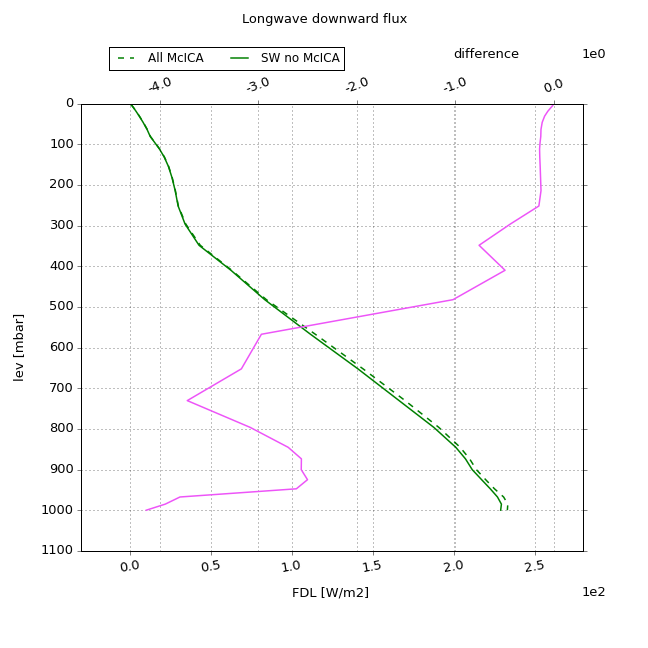 Longwave downward flux
All McICA SW no McICA difference 1e0
-4.0 -3.0 -2.0 -1.0 0.0
0
100
200
300
400
500
600
700
800
900
1000
1100
lev [mbar]
0.0 0.5 1.0 1.5 2.0 2.5
FDL [W/m2] 1e2